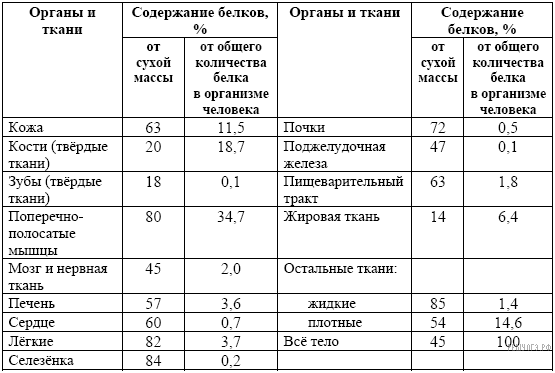 Органы и ткани | Содержание белков, % | Органы и ткани | Содержание белков, %
от сухой массы | от общего количества белка в организме человека | от сухой массы | от общего количества белка в организме человека
Кожа | 63 | 11,5 | Почки | 72 | 0,5
Кости (твёрдые ткани) | 20 | 18,7 | Поджелудочная железа | 47 | 0,1
Зубы (твёрдые ткани) | 18 | 0,1 | Пищеварительный тракт | 63 | 1,8
Поперечно-полосатые мышцы | 80 | 34,7 | Жировая ткань | 14 | 6,4
Мозг и нервная ткань | 45 | 2,0 | Остальные ткани:
Печень | 57 | 3,6 | жидкие | 85 | 1,4
Сердце | 60 | 0,7 | плотные | 54 | 14,6
Лёгкие | 82 | 3,7 | Всё тело | 45 | 100
Селезёнка | 84 | 0,2